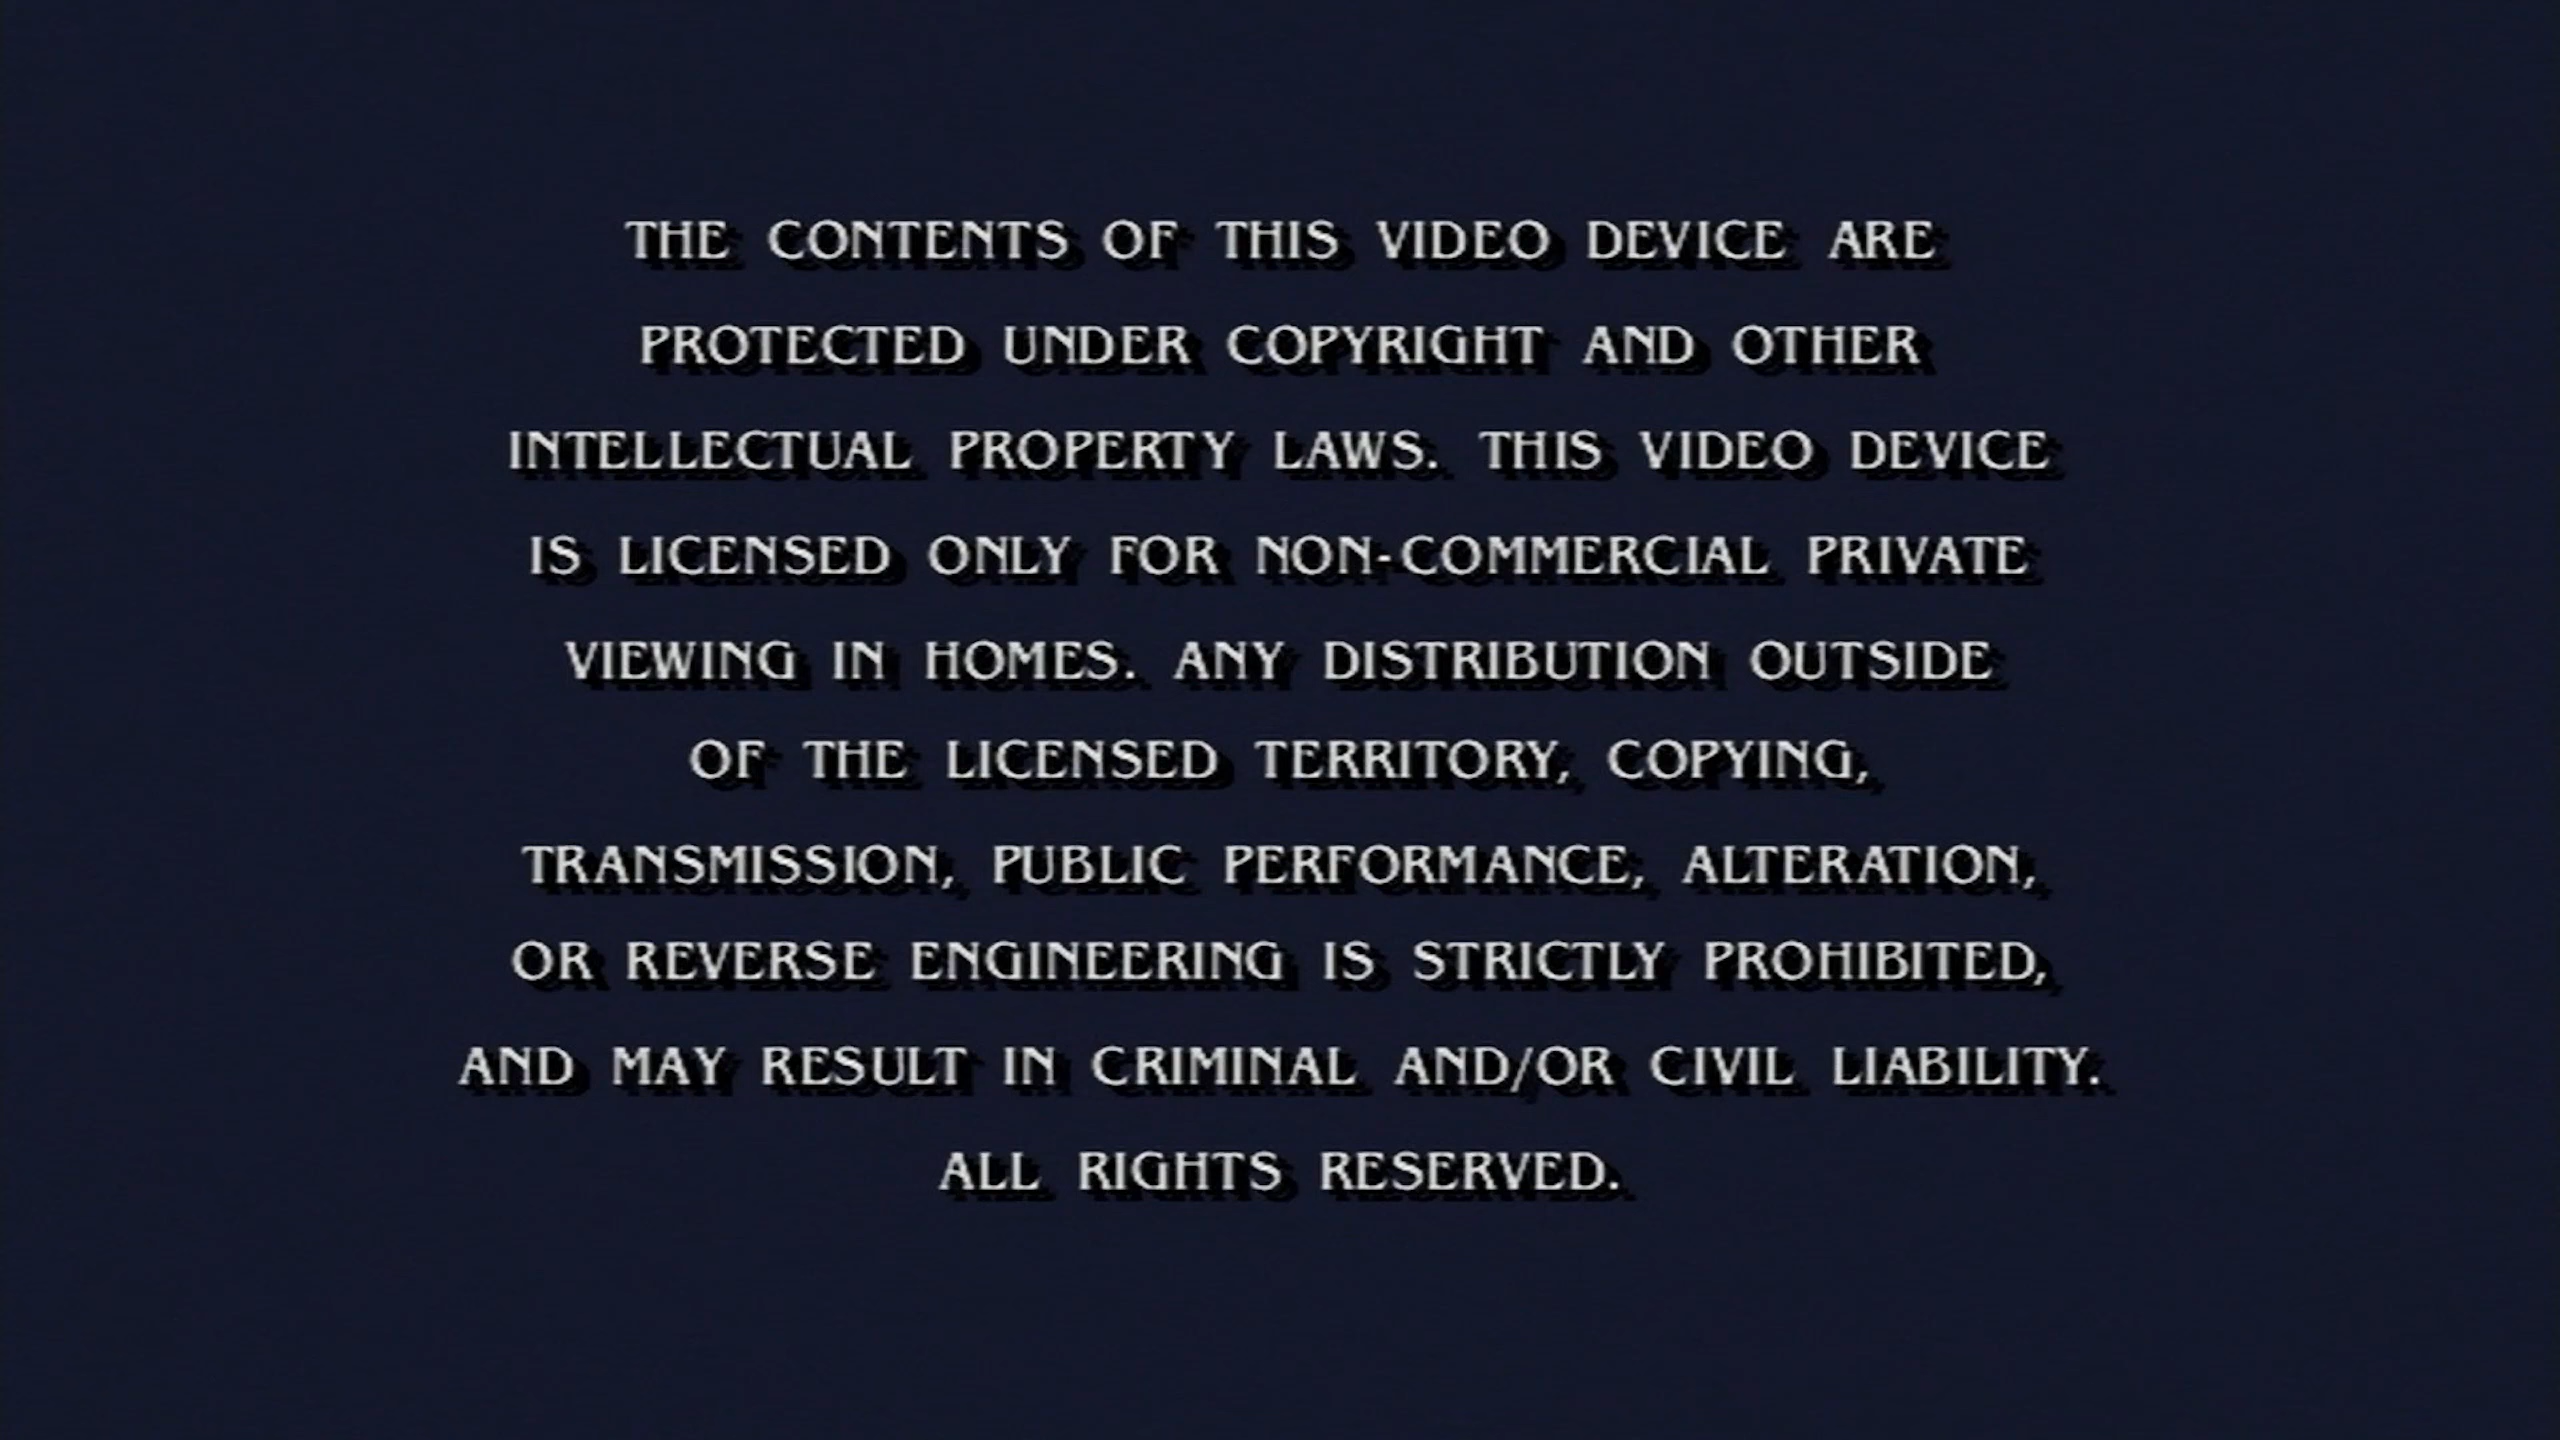 THE CONTENTS OF THIS VIDEO DEVICE ARE
PROTECTED UNDER COPYRIGHT AND OTHER
INTELLECTUAL PROPERTY LAWS. THIS VIDEO DEVICE
IS LICENSED ONLY FOR NON-COMMERCIAL PRIVATE
VIEWING IN HOMES. ANY DISTRIBUTION OUTSIDE
OF THE LICENSED TERRITORY, COPYING,
TRANSMISSION, PUBLIC PERFORMANCE, ALTERATION,
OR REVERSE ENGINEERING IS STRICTLY PROHIBITED,
AND MAY RESULT IN CRIMINAL AND/OR CIVIL LIABILITY.
ALL RIGHTS RESERVED.